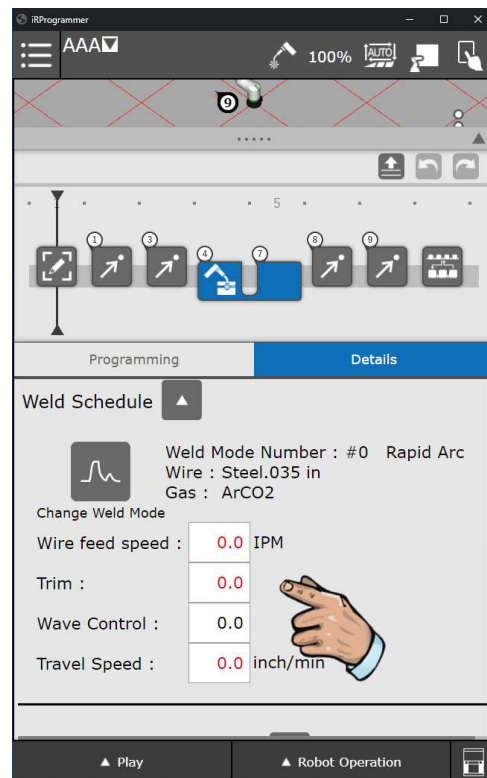 iRProgrammer
AAA
100%
AUTO
9
5
1
3
4
7
8
9
Programming
Details
Weld Schedule
Weld Mode Number : #0 Rapid Arc
Wire : Steel.035 in
Gas : ArCO2
Change Weld Mode
Wire feed speed : 0.0 IPM
Trim : 0.0
Wave Control : 0.0
Travel Speed : 0.0 inch/min
Play
Robot Operation